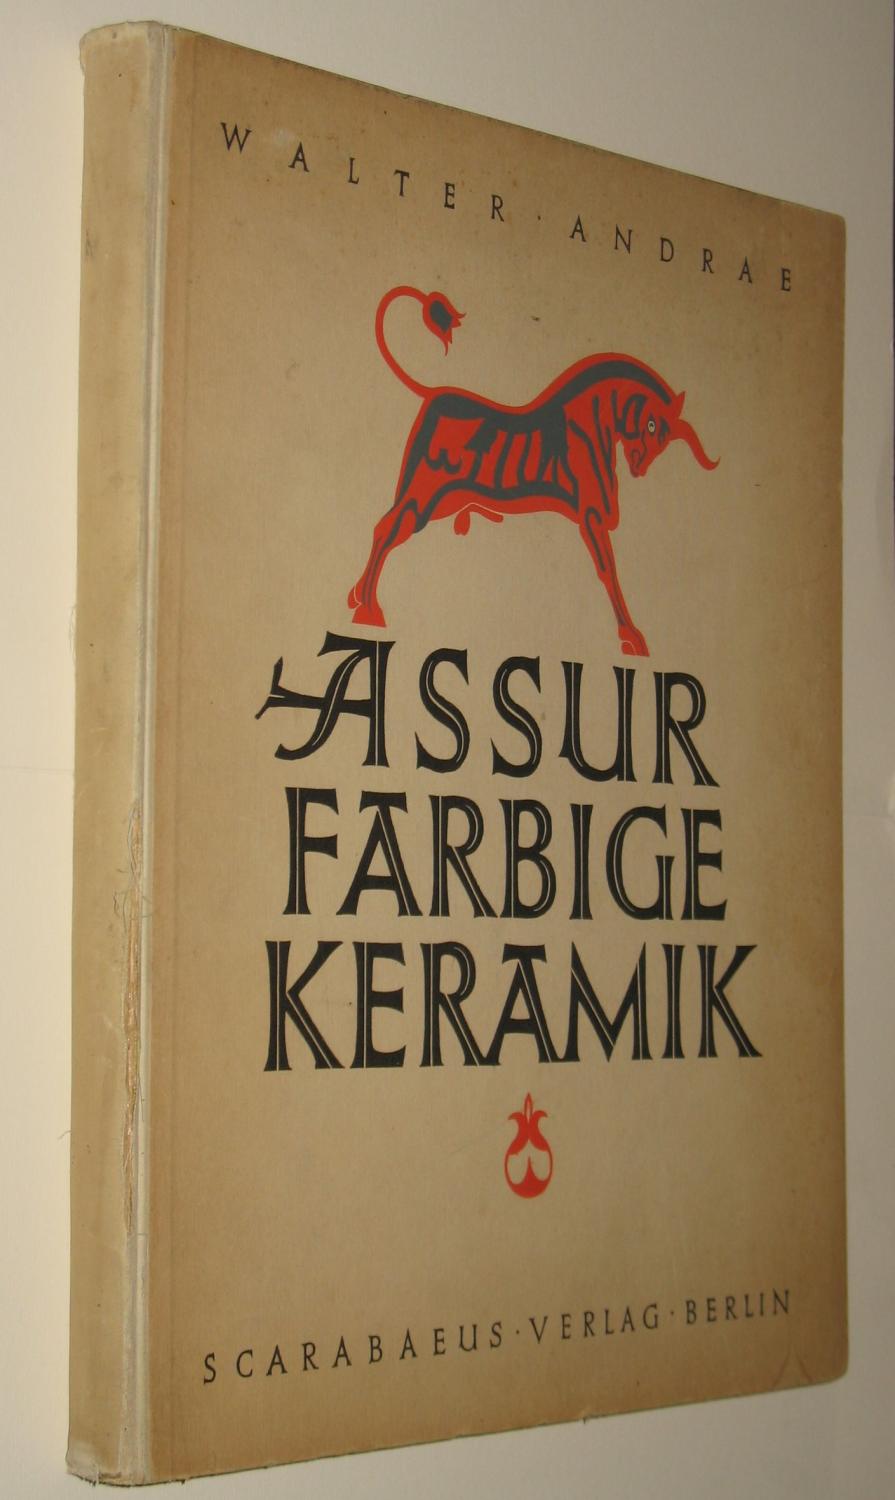 WALTER · ANDRAE
ASSUR
FARBIGE
KERAMIK
SCARABAEUS · VERLAG · BERLIN